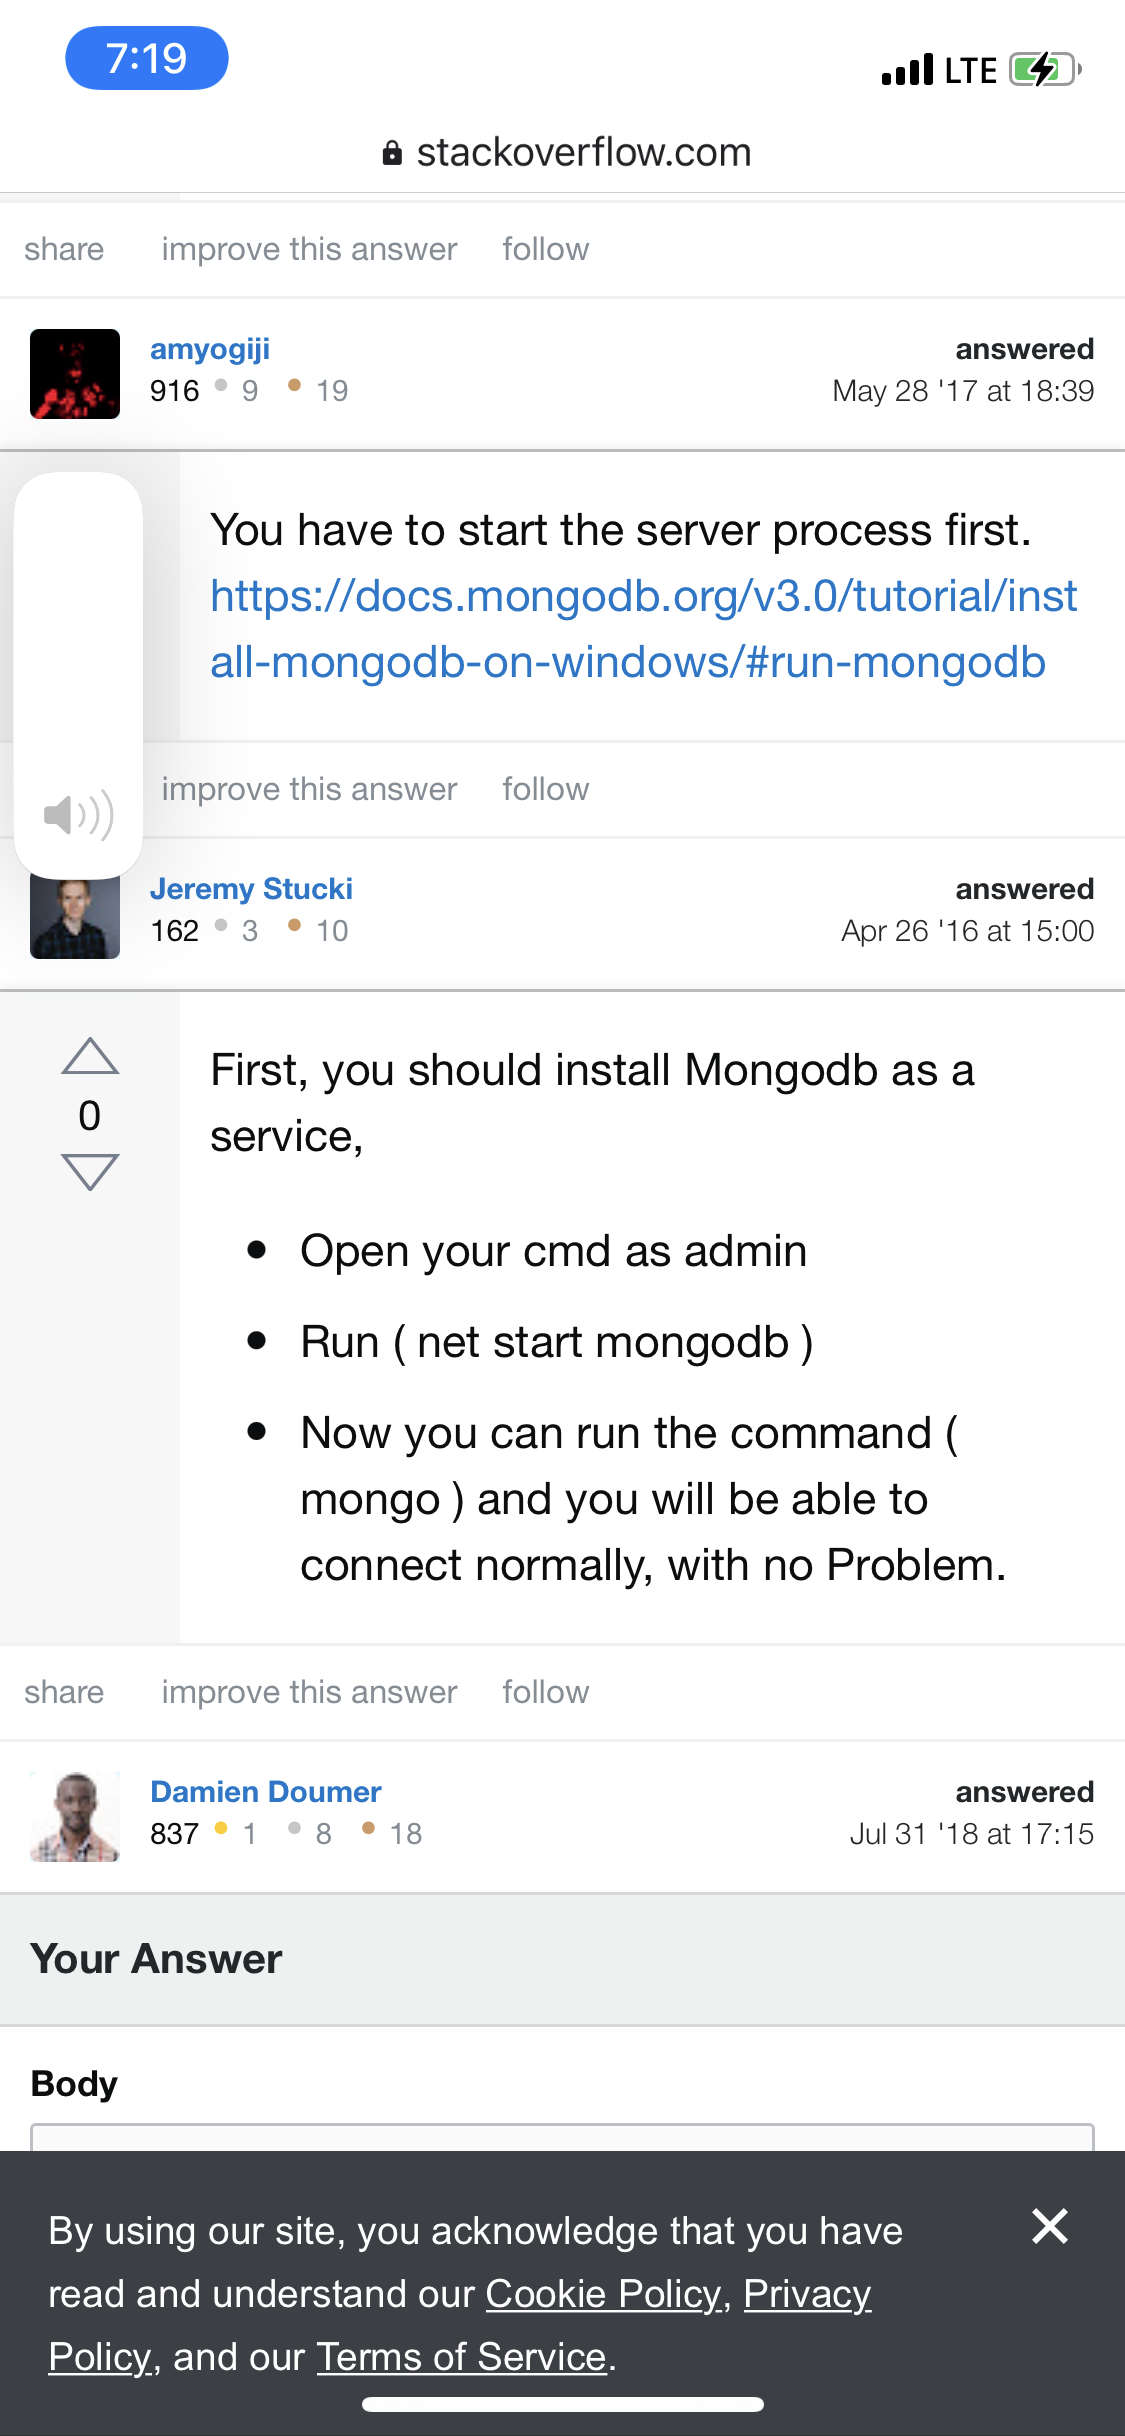 7:19
LTE
stackoverflow.com
share improve this answer follow
amyogiji answered
916 9 19 May 28 '17 at 18:39
You have to start the server process first.
https://docs.mongodb.org/v3.0/tutorial/inst
all-mongodb-on-windows/#run-mongodb
improve this answer follow
Jeremy Stucki answered
162 3 10 Apr 26 '16 at 15:00
0
First, you should install Mongodb as a
service,
• Open your cmd as admin
• Run ( net start mongodb )
• Now you can run the command (
mongo ) and you will be able to
connect normally, with no Problem.
share improve this answer follow
Damien Doumer answered
837 1 8 18 Jul 31 '18 at 17:15
Your Answer
Body
By using our site, you acknowledge that you have
read and understand our Cookie Policy, Privacy
Policy, and our Terms of Service.